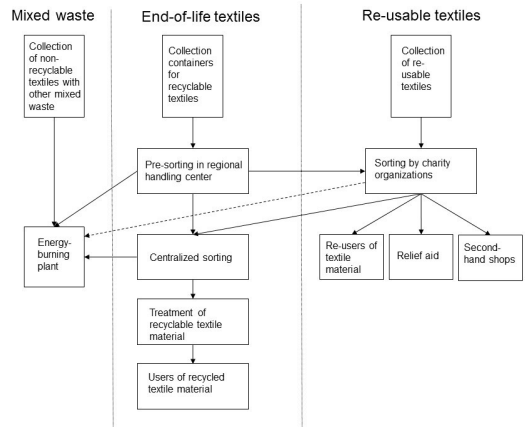 Mixed waste
End-of-life textiles
Re-usable textiles
Collection
of non-
recyclable
textiles with
other mixed
waste
Collection
containers
for
recyclable
textiles
Collection
of re-
usable
textiles
Pre-sorting in regional
handling center
Sorting by charity
organizations
Energy-
burning
plant
Centralized sorting
Re-users of
textile
material
Relief aid
Second-
hand shops
Treatment of
recyclable textile
material
Users of recycled
textile material